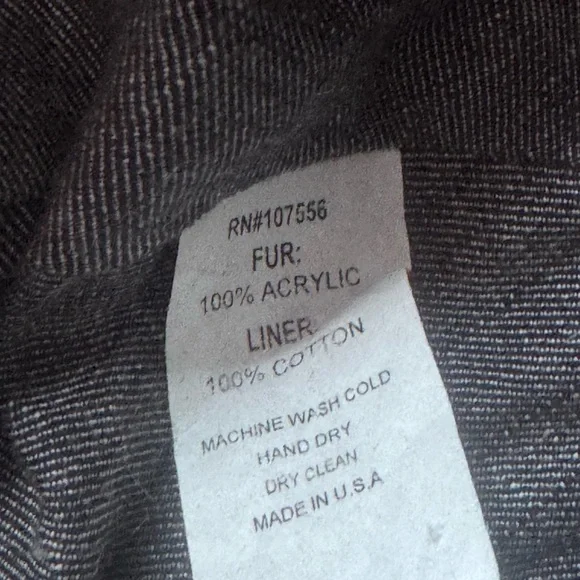 RN#107556
FUR:
100% ACRYLIC
LINER
100% COTTON
MACHINE WASH COLD
HAND DRY
DRY CLEAN
MADE IN U.S.A